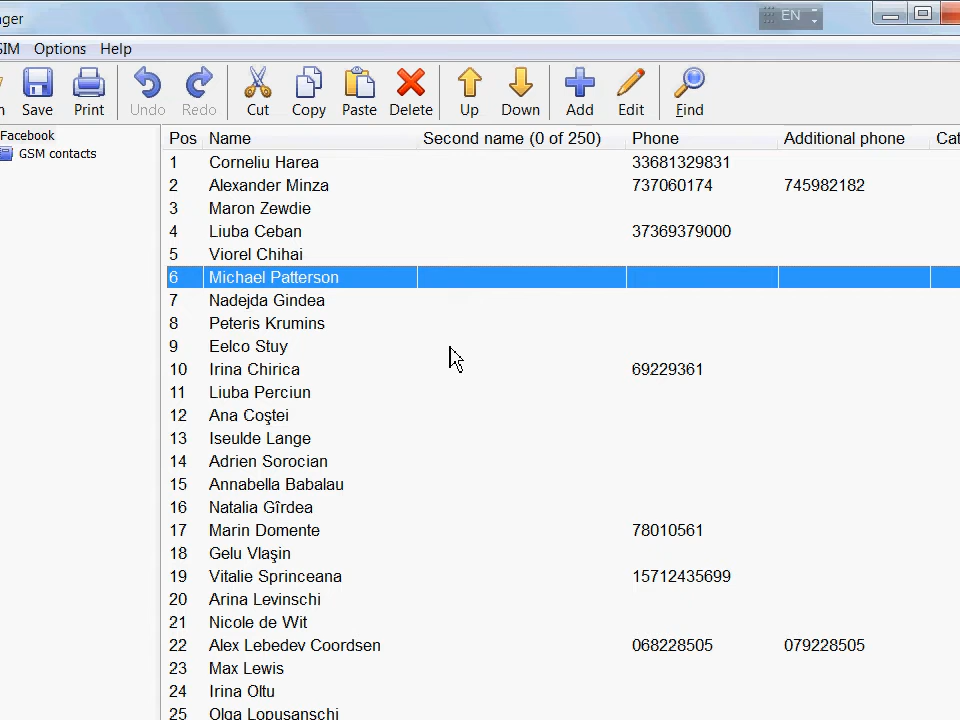 ger
EN
SIM Options Help
n Save Print Undo Redo Cut Copy Paste Delete Up Down Add Edit Find
Facebook
GSM contacts
Pos Name Second name (0 of 250) Phone Additional phone Cat
1 Corneliu Harea 33681329831
2 Alexander Minza 737060174 745982182
3 Maron Zewdie
4 Liuba Ceban 37369379000
5 Viorel Chihai
6 Michael Patterson
7 Nadejda Gindea
8 Peteris Krumins
9 Eelco Stuy
10 Irina Chirica 69229361
11 Liuba Perciun
12 Ana Coştei
13 Iseulde Lange
14 Adrien Sorocian
15 Annabella Babalau
16 Natalia Gîrdea
17 Marin Domente 78010561
18 Gelu Vlaşin
19 Vitalie Sprinceana 15712435699
20 Arina Levinschi
21 Nicole de Wit
22 Alex Lebedev Coordsen 068228505 079228505
23 Max Lewis
24 Irina Oltu
25 Olga Lopusanschi